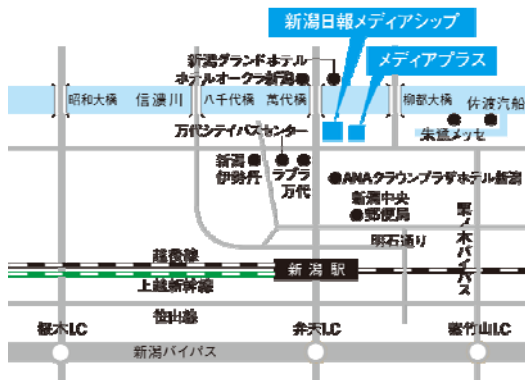 新潟日報メディアシップ
メディアプラス
新潟グランドホテル
ホテルオークラ新潟
昭和大橋
信濃川
八千代橋
萬代橋
柳都大橋
佐渡汽船
朱鷺メッセ
万代シテイバスセンター
新潟
伊勢丹
ラブラ
万代
ANAクラウンプラザホテル新潟
新潟中央
郵便局
明石通り
栗ノ木バイパス
越後線
上越新幹線
新潟駅
笹出線
桜木I.C
弁天I.C
紫竹山I.C
新潟バイパス